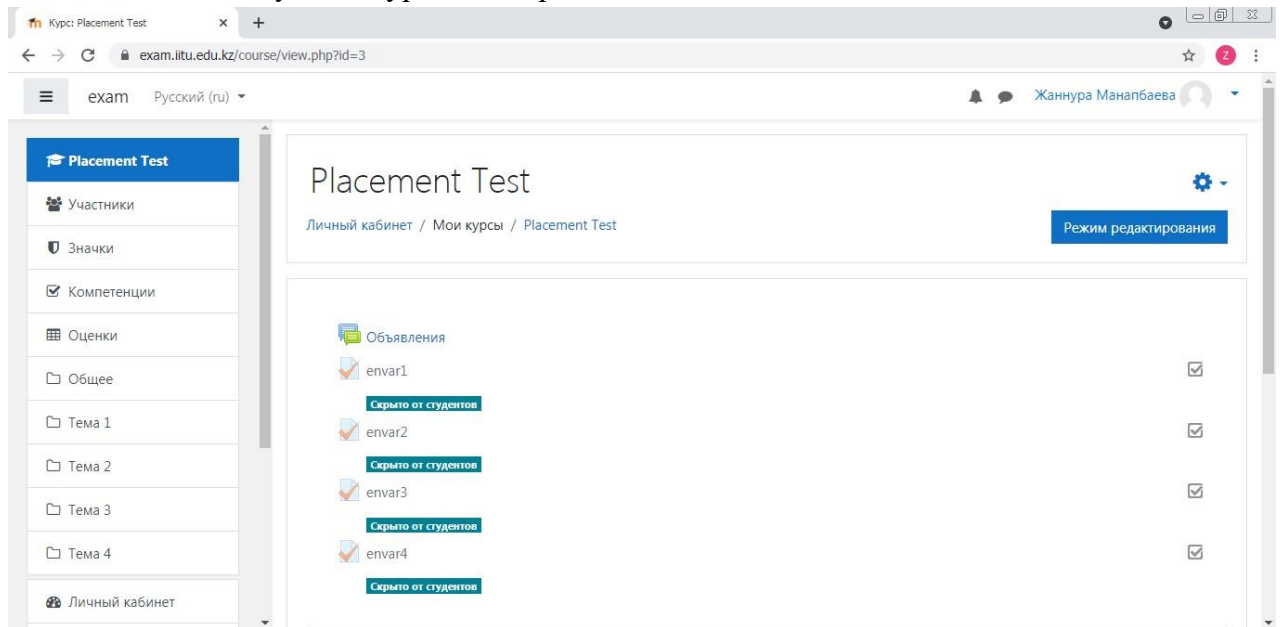 Курс: Placement Test
exam.iitu.edu.kz/course/view.php?id=3
Z
exam Русский (ru)
Жаннура Манапбаева
Placement Test
Участники
Значки
Компетенции
Оценки
Общее
Тема 1
Тема 2
Тема 3
Тема 4
Личный кабинет
Placement Test
Личный кабинет / Мои курсы / Placement Test
Режим редактирования
Объявления
envar1
Скрыто от студентов
envar2
Скрыто от студентов
envar3
Скрыто от студентов
envar4
Скрыто от студентов